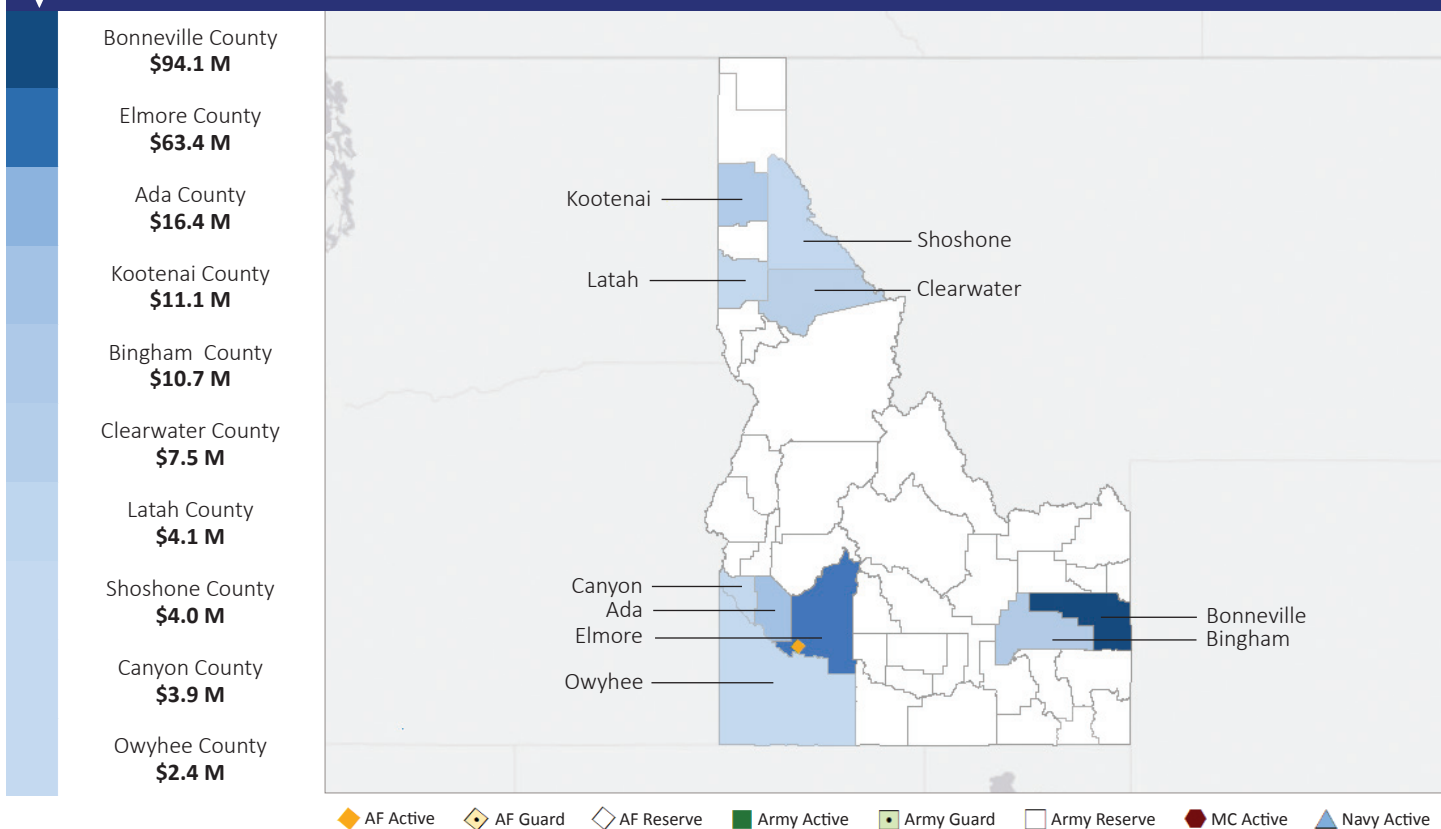 Bonneville County
$94.1 M
Elmore County
$63.4 M
Ada County
$16.4 M
Kootenai County
$11.1 M
Bingham  County
$10.7 M
Clearwater County
$7.5 M
Latah County
$4.1 M
Shoshone County
$4.0 M
Canyon County
$3.9 M
Owyhee County
$2.4 M
Kootenai
Shoshone
Latah
Clearwater
Canyon
Ada
Elmore
Owyhee
Bonneville
Bingham
AF Active
AF Guard
AF Reserve
Army Active
Army Guard
Army Reserve
MC Active
Navy Active